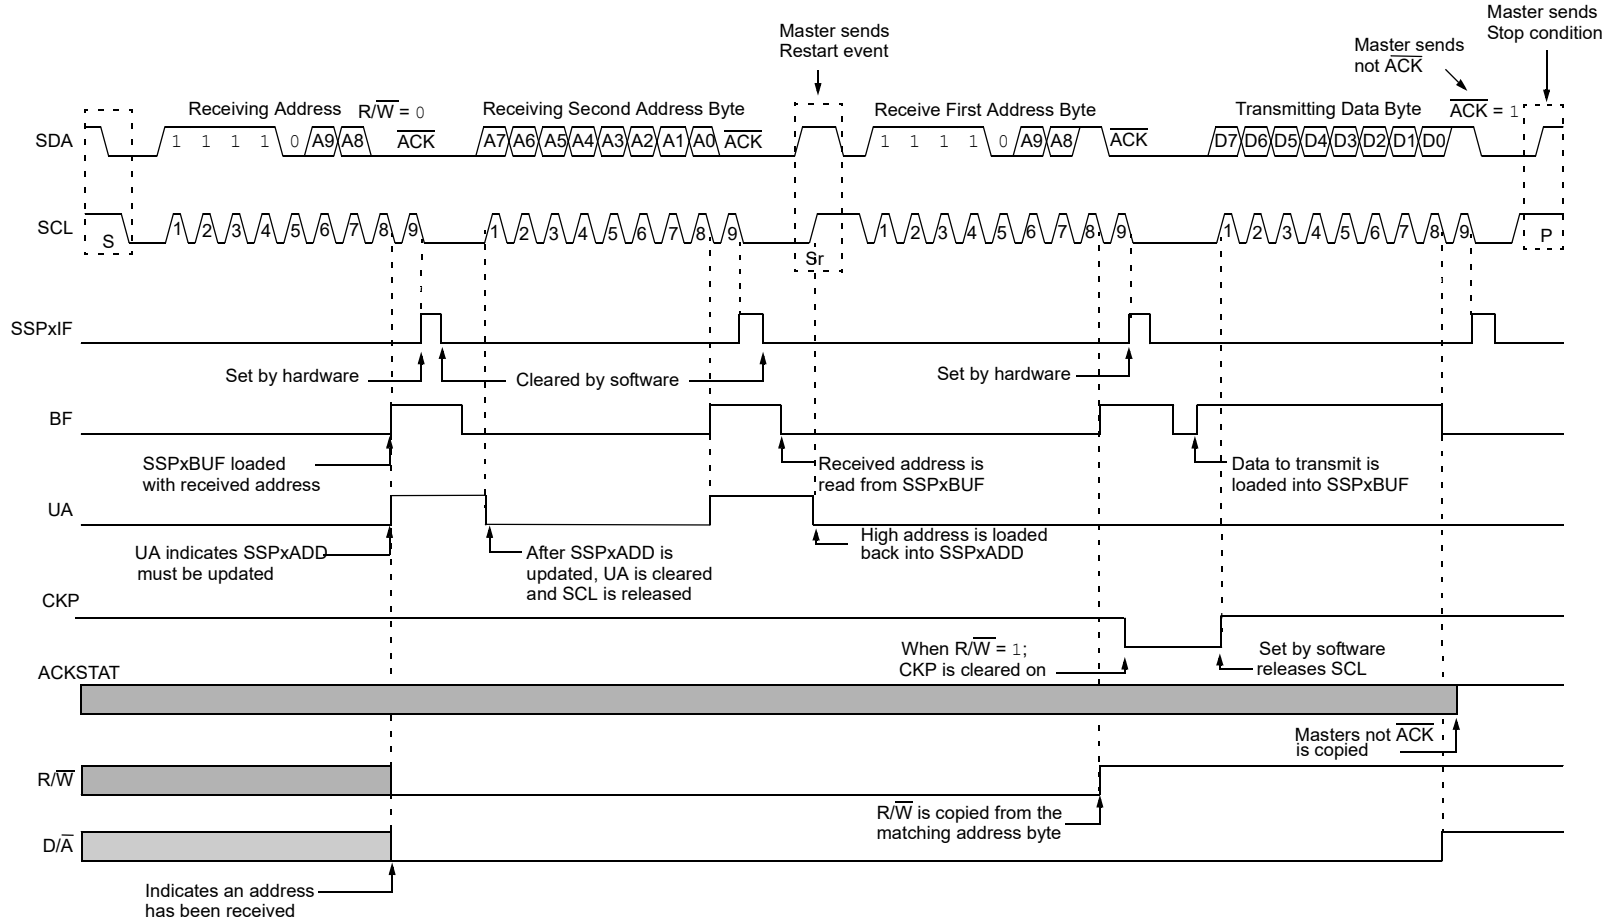 Master sends
Stop condition
Master sends
Restart event
Master sends
not ACK
Receiving Address R/W = 0
Receiving Second Address Byte
Receive First Address Byte
Transmitting Data Byte
ACK = 1
SDA
1 1 1 1 0 A9 A8 ACK
A7 A6 A5 A4 A3 A2 A1 A0 ACK
1 1 1 1 0 A9 A8 ACK
D7 D6 D5 D4 D3 D2 D1 D0
SCL
S
1 2 3 4 5 6 7 8 9
1 2 3 4 5 6 7 8 9
Sr
1 2 3 4 5 6 7 8 9
1 2 3 4 5 6 7 8 9
P
SSPxIF
Set by hardware
Cleared by software
Set by hardware
BF
SSPxBUF loaded
with received address
Received address is
read from SSPxBUF
Data to transmit is
loaded into SSPxBUF
UA
UA indicates SSPxADD
must be updated
After SSPxADD is
updated, UA is cleared
and SCL is released
High address is loaded
back into SSPxADD
CKP
When R/W = 1;
CKP is cleared on
Set by software
releases SCL
ACKSTAT
Masters not ACK
is copied
R/W
R/W is copied from the
matching address byte
D/A
Indicates an address
has been received